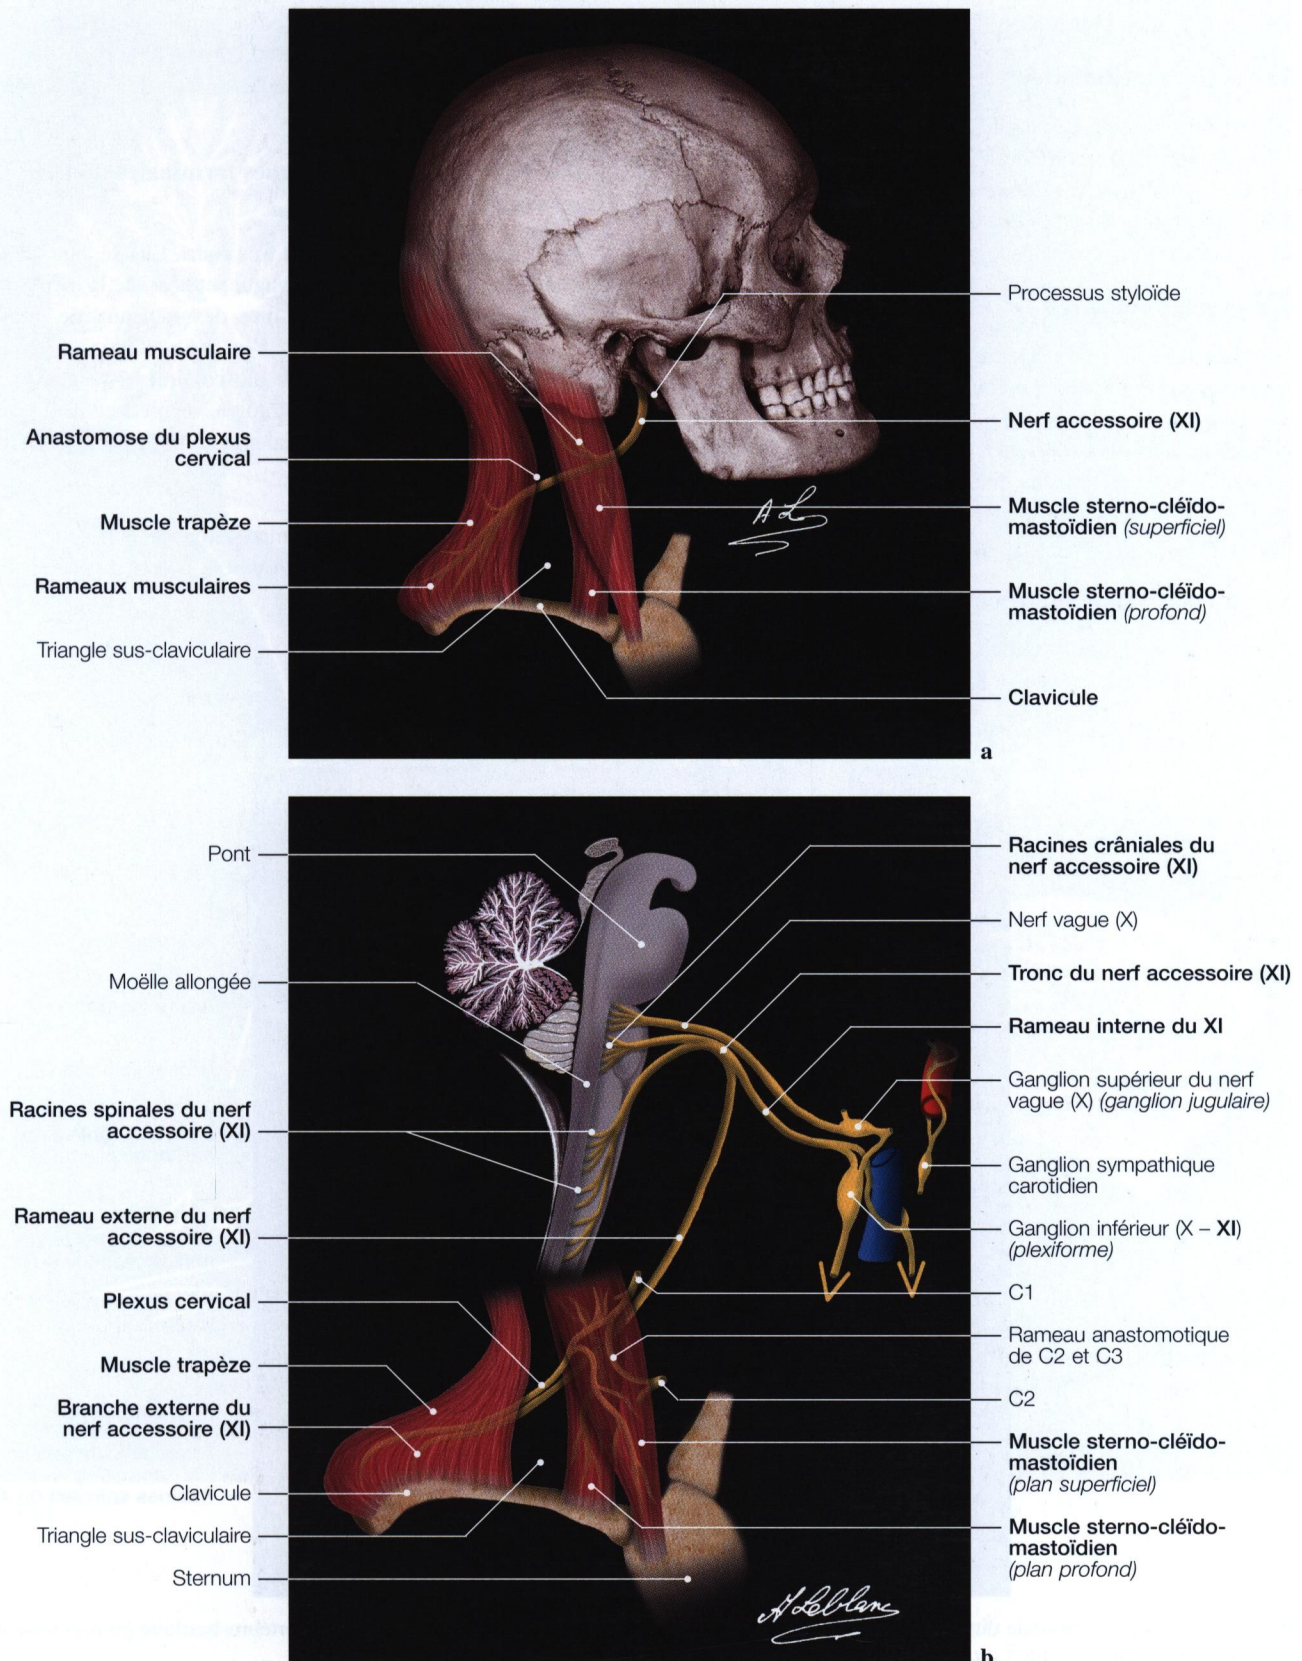 Rameau musculaire
Anastomose du plexus
cervical
Muscle trapèze
Rameaux musculaires
Triangle sus-claviculaire
Processus styloïde
Nerf accessoire (XI)
Muscle sterno-cléïdo-
mastoïdien (superficiel)
Muscle sterno-cléïdo-
mastoïdien (profond)
Clavicule
A L
a
Pont
Moëlle allongée
Racines spinales du nerf
accessoire (XI)
Rameau externe du nerf
accessoire (XI)
Plexus cervical
Muscle trapèze
Branche externe du
nerf accessoire (XI)
Clavicule
Triangle sus-claviculaire
Sternum
Racines crâniales du
nerf accessoire (XI)
Nerf vague (X)
Tronc du nerf accessoire (XI)
Rameau interne du XI
Ganglion supérieur du nerf
vague (X) (ganglion jugulaire)
Ganglion sympathique
carotidien
Ganglion inférieur (X – XI)
(plexiforme)
C1
Rameau anastomotique
de C2 et C3
C2
Muscle sterno-cléïdo-
mastoïdien
(plan superficiel)
Muscle sterno-cléïdo-
mastoïdien
(plan profond)
A Leblanc
b